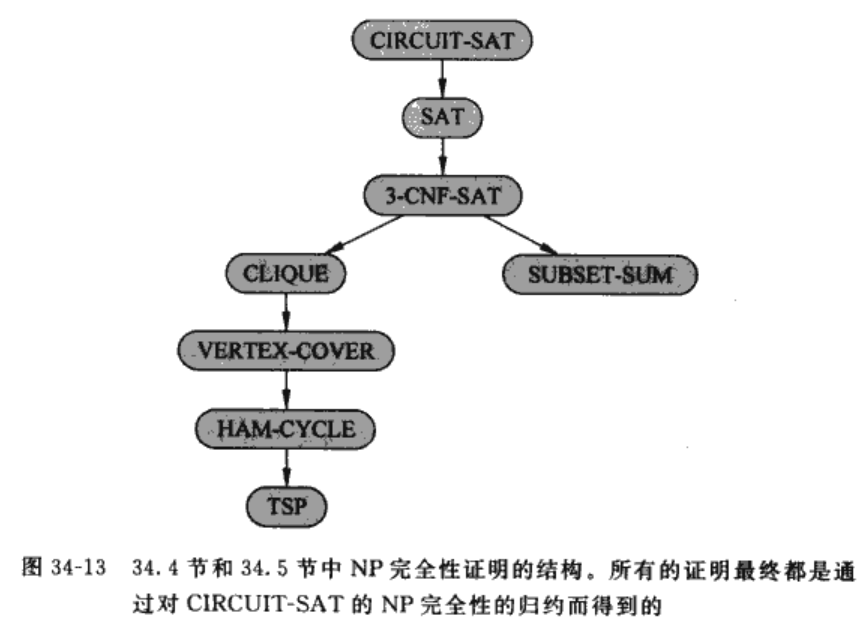 CIRCUIT-SAT
SAT
3-CNF-SAT
CLIQUE
SUBSET-SUM
VERTEX-COVER
HAM-CYCLE
TSP
图 34-13 34.4 节和 34.5 节中 NP 完全性证明的结构。所有的证明最终都是通
过对 CIRCUIT-SAT 的 NP 完全性的归约而得到的